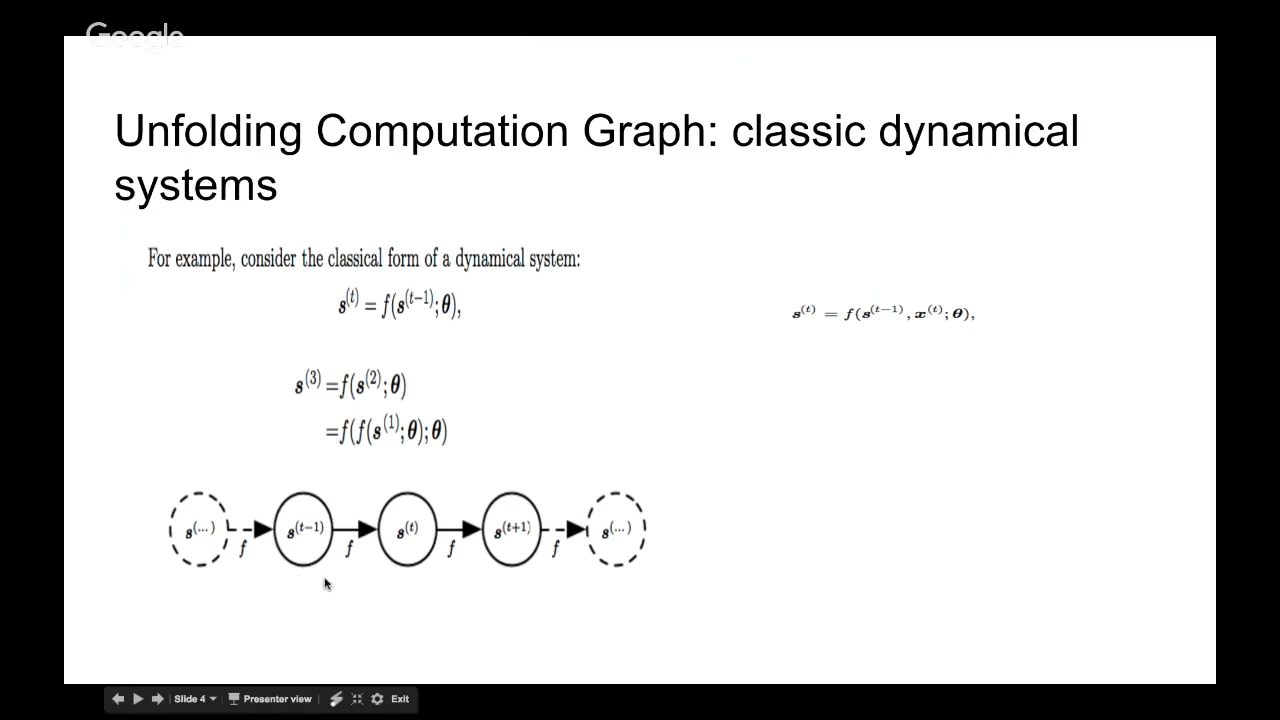 Google
Unfolding Computation Graph: classic dynamical
systems
For example, consider the classical form of a dynamical system:
s^(t) = f(s^(t−1); θ),
s^(t) = f(s^(t−1), x^(t); θ),
s^(3) =f(s^(2); θ)
=f(f(s^(1); θ); θ)
s^(...) f s^(t−1) f s^(t) f s^(t+1) f s^(...)
Slide 4 Presenter view Exit